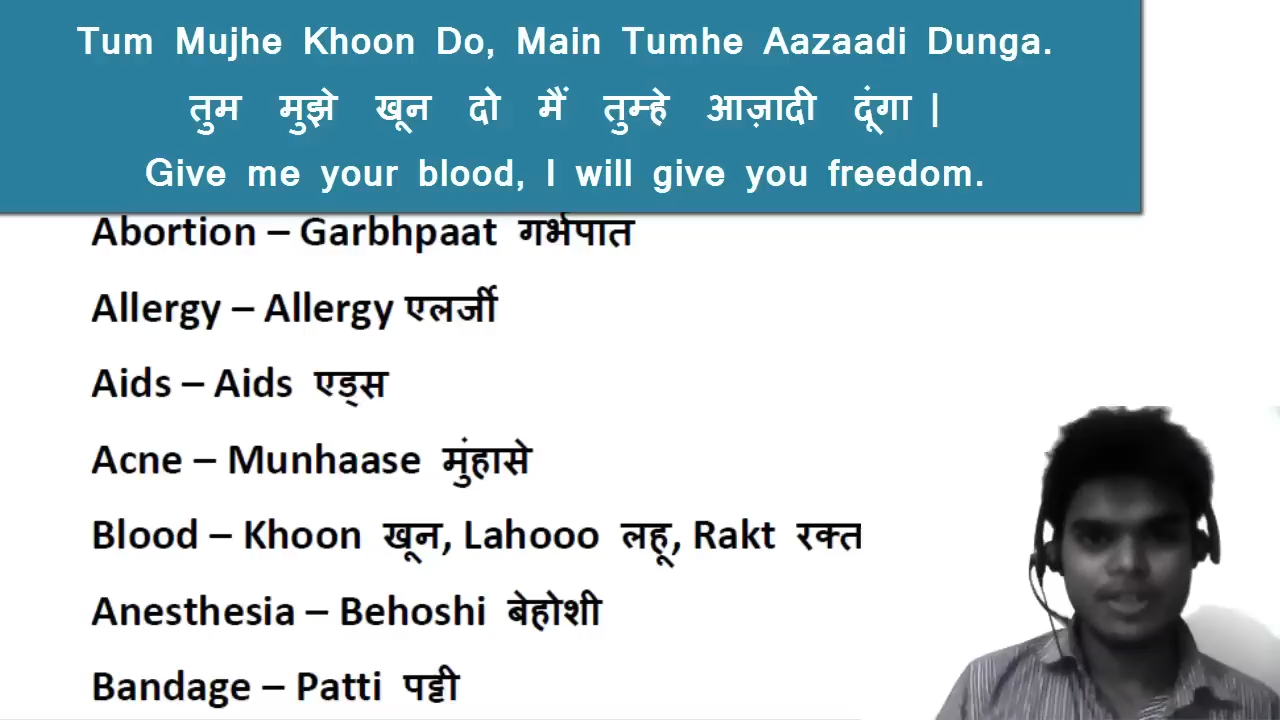 Tum Mujhe Khoon Do, Main Tumhe Aazaadi Dunga.
तुम मुझे खून दो मैं तुम्हे आज़ादी दूंगा |
Give me your blood, I will give you freedom.
Abortion – Garbhpaat गर्भपात
Allergy – Allergy एलर्जी
Aids – Aids एड्स
Acne – Munhaase मुंहासे
Blood – Khoon खून, Lahooo लहू, Rakt रक्त
Anesthesia – Behoshi बेहोशी
Bandage – Patti पट्टी